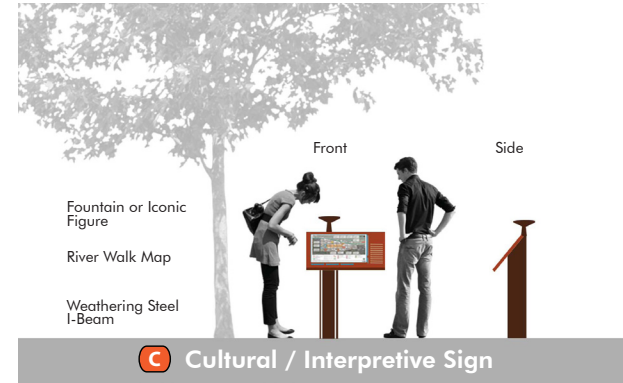 Front
Side
Fountain or Iconic
Figure
River Walk Map
Weathering Steel
I-Beam
C Cultural / Interpretive Sign